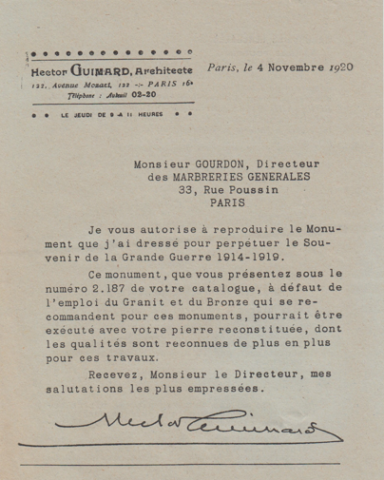 Hector GUIMARD, Architecte
122, Avenue Mozart, 122 — PARIS 16e
Téléphone : Auteuil 02-20
LE JEUDI DE 9 A 11 HEURES
Paris, le 4 Novembre 1920
Monsieur GOURDON, Directeur
des MARBRERIES GENERALES
33, Rue Poussin
PARIS
Je vous autorise à reproduire le Monu-
ment que j'ai dressé pour perpétuer le Sou-
venir de la Grande Guerre 1914-1919.
Ce monument, que vous présentez sous le
numéro 2.187 de votre catalogue, à défaut de
l'emploi du Granit et du Bronze qui se re-
commandent pour ces monuments, pourrait être
exécuté avec votre pierre reconstituée, dont
les qualités sont reconnues de plus en plus
pour ces travaux.
Recevez, Monsieur le Directeur, mes
salutations les plus empressées.
Hector Guimard